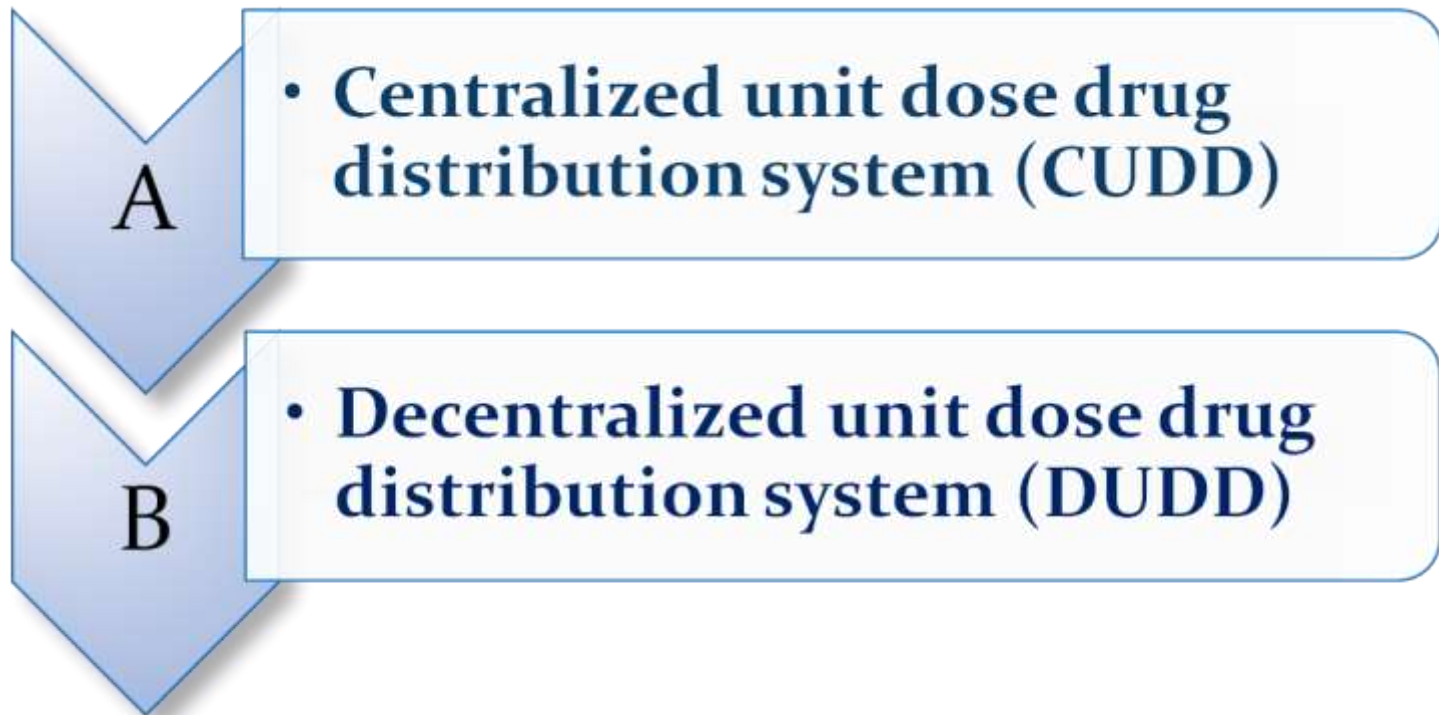 A
• Centralized unit dose drug
distribution system (CUDD)
B
• Decentralized unit dose drug
distribution system (DUDD)